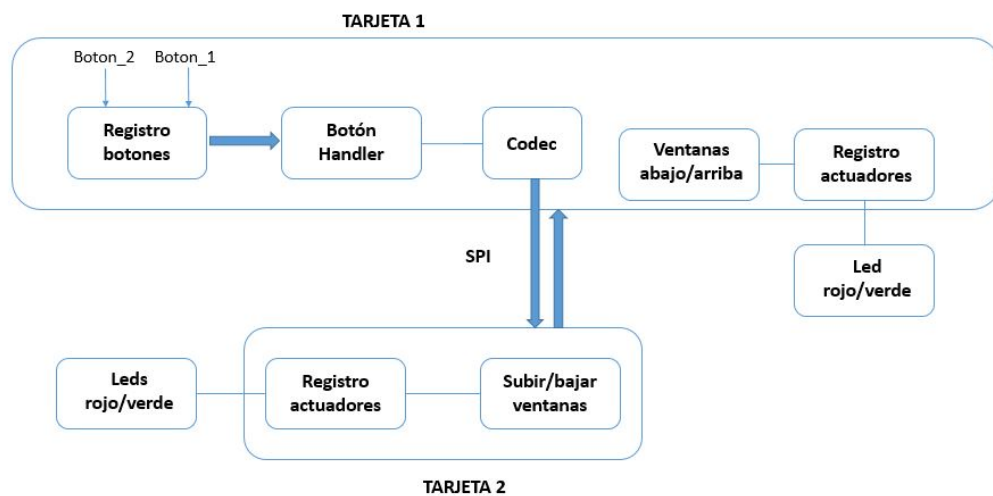 TARJETA 1
Boton_2
Boton_1
Registro
botones
Botón
Handler
Codec
Ventanas
abajo/arriba
Registro
actuadores
SPI
Led
rojo/verde
Leds
rojo/verde
Registro
actuadores
Subir/bajar
ventanas
TARJETA 2